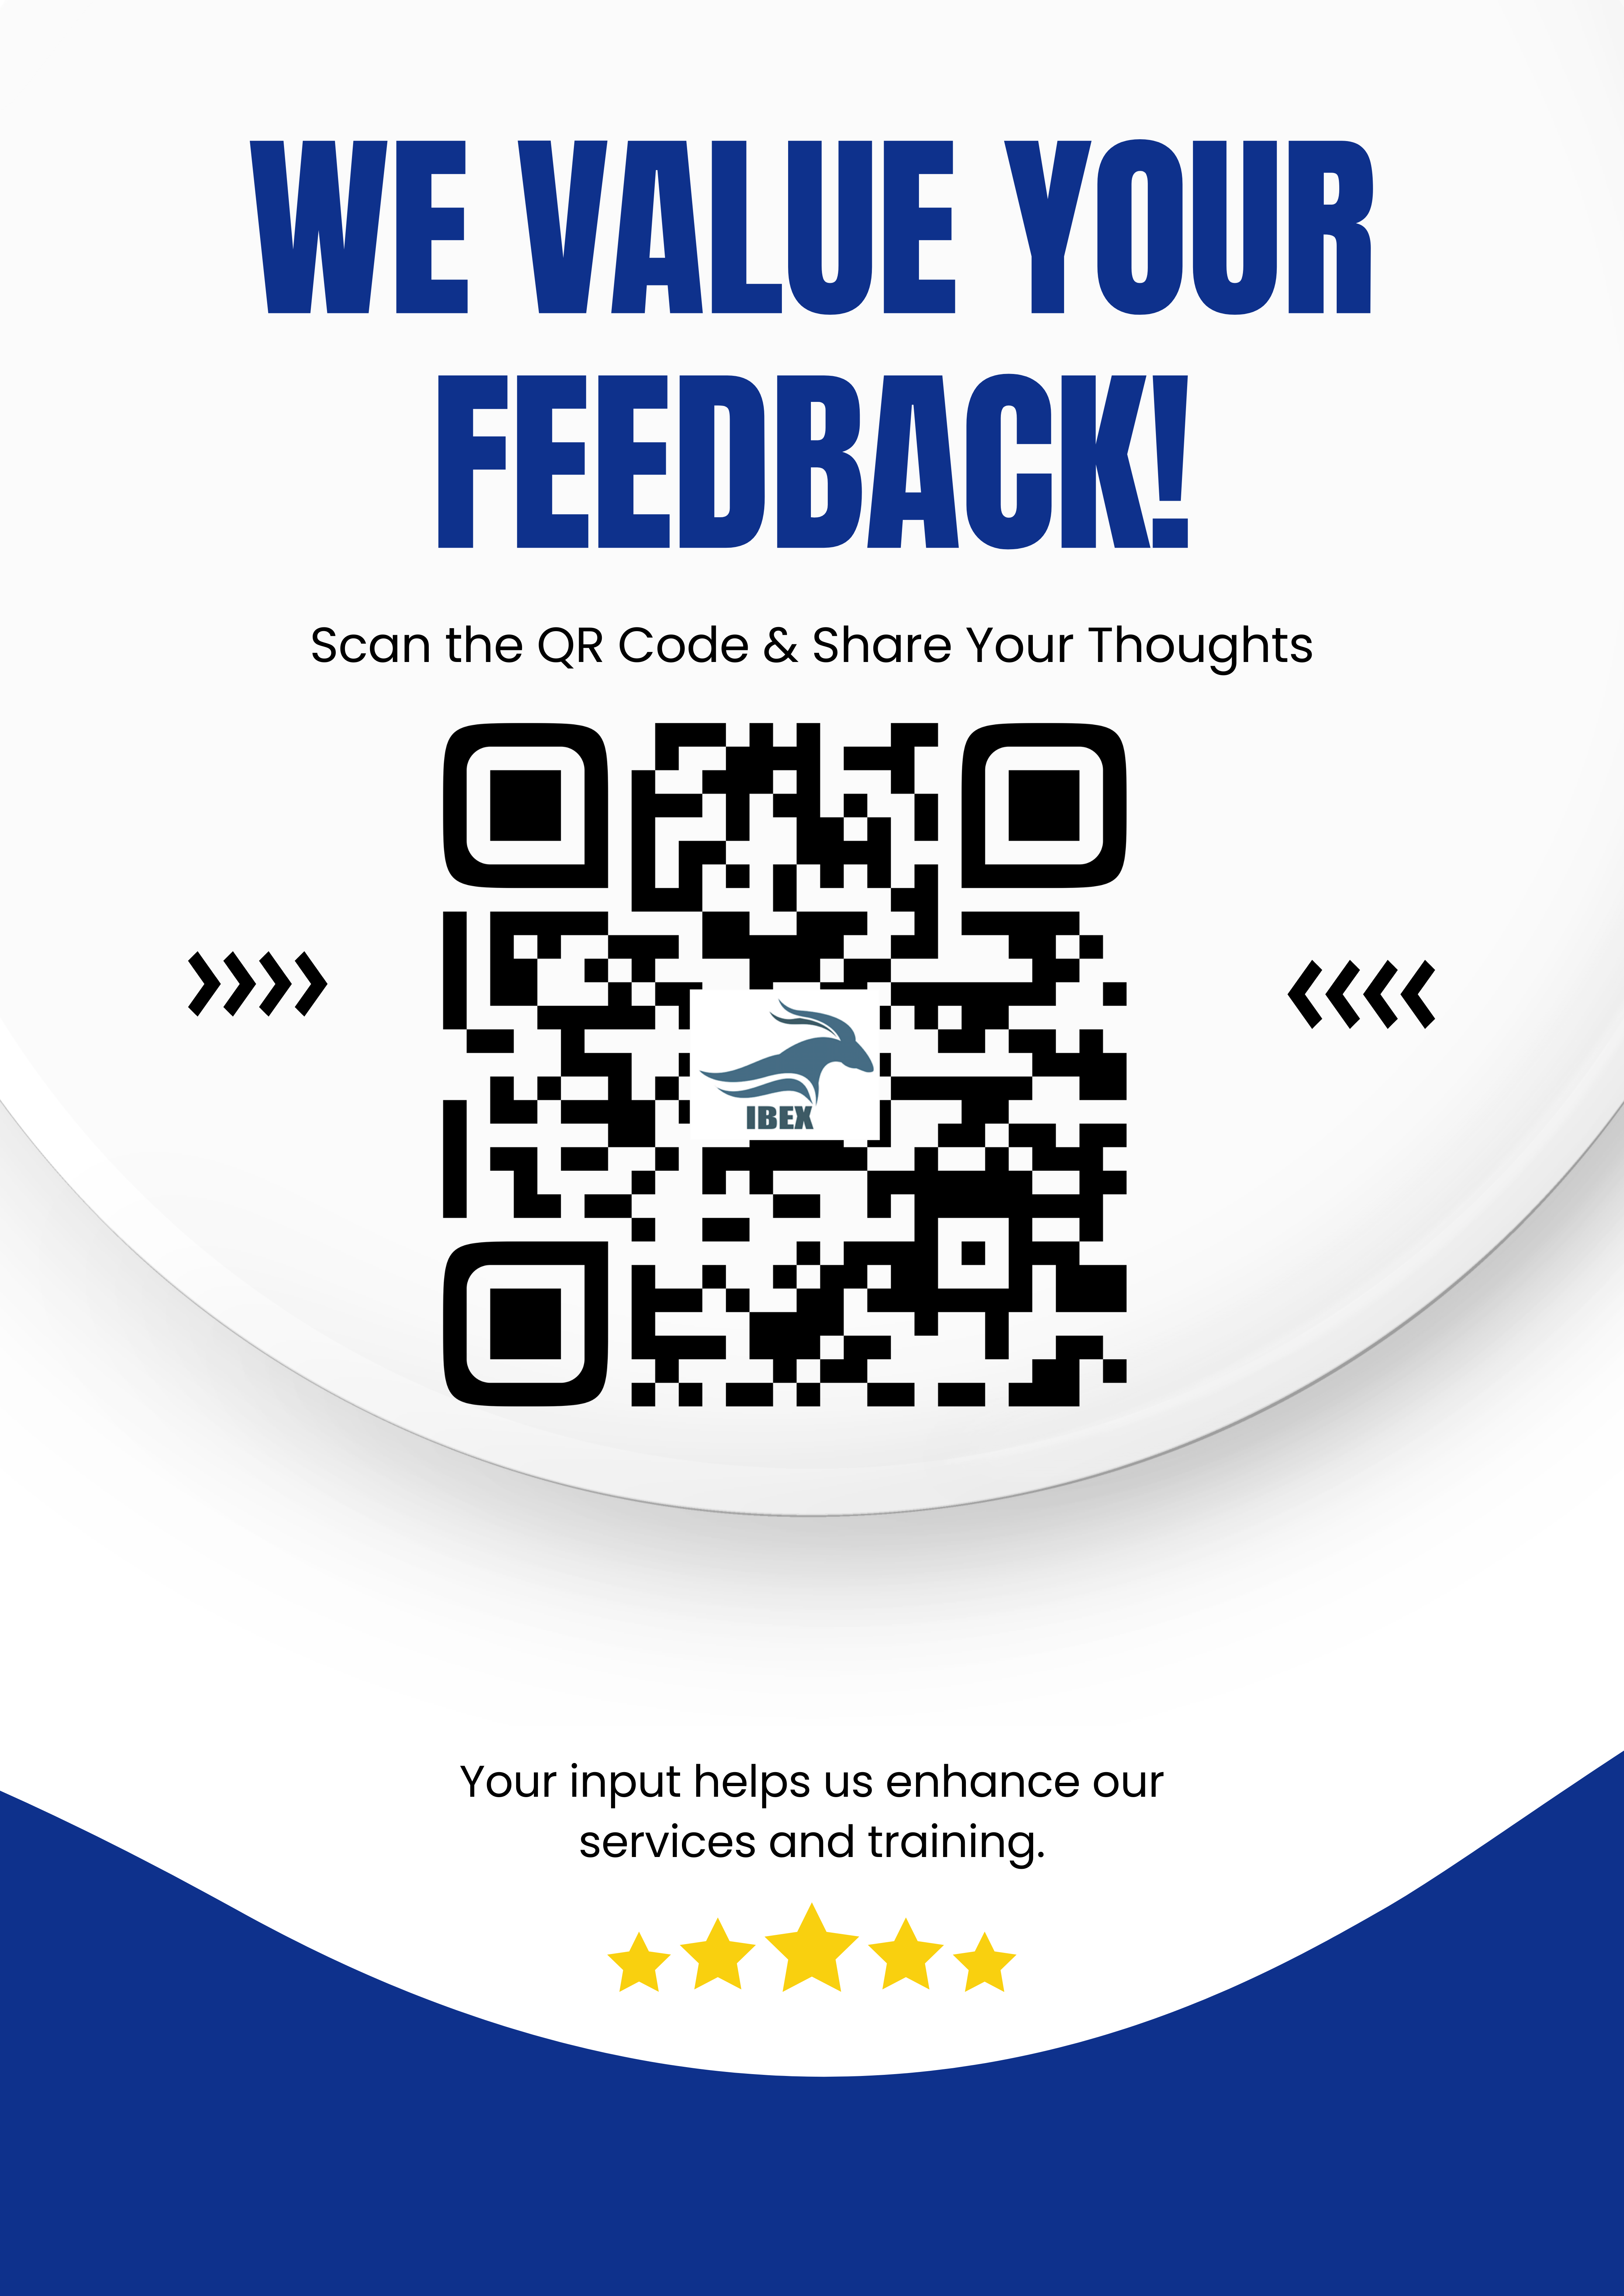 WE VALUE YOUR
FEEDBACK!
Scan the QR Code & Share Your Thoughts
IBEX
Your input helps us enhance our
services and training.